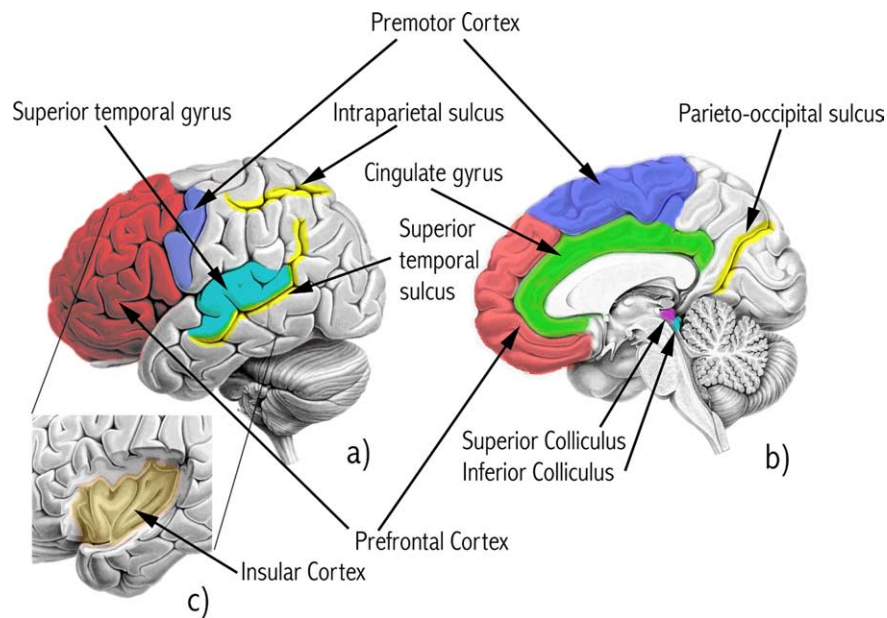 Premotor Cortex
Superior temporal gyrus
Intraparietal sulcus
Parieto-occipital sulcus
Cingulate gyrus
Superior
temporal
sulcus
a)
Superior Colliculus
Inferior Colliculus
b)
Prefrontal Cortex
Insular Cortex
c)